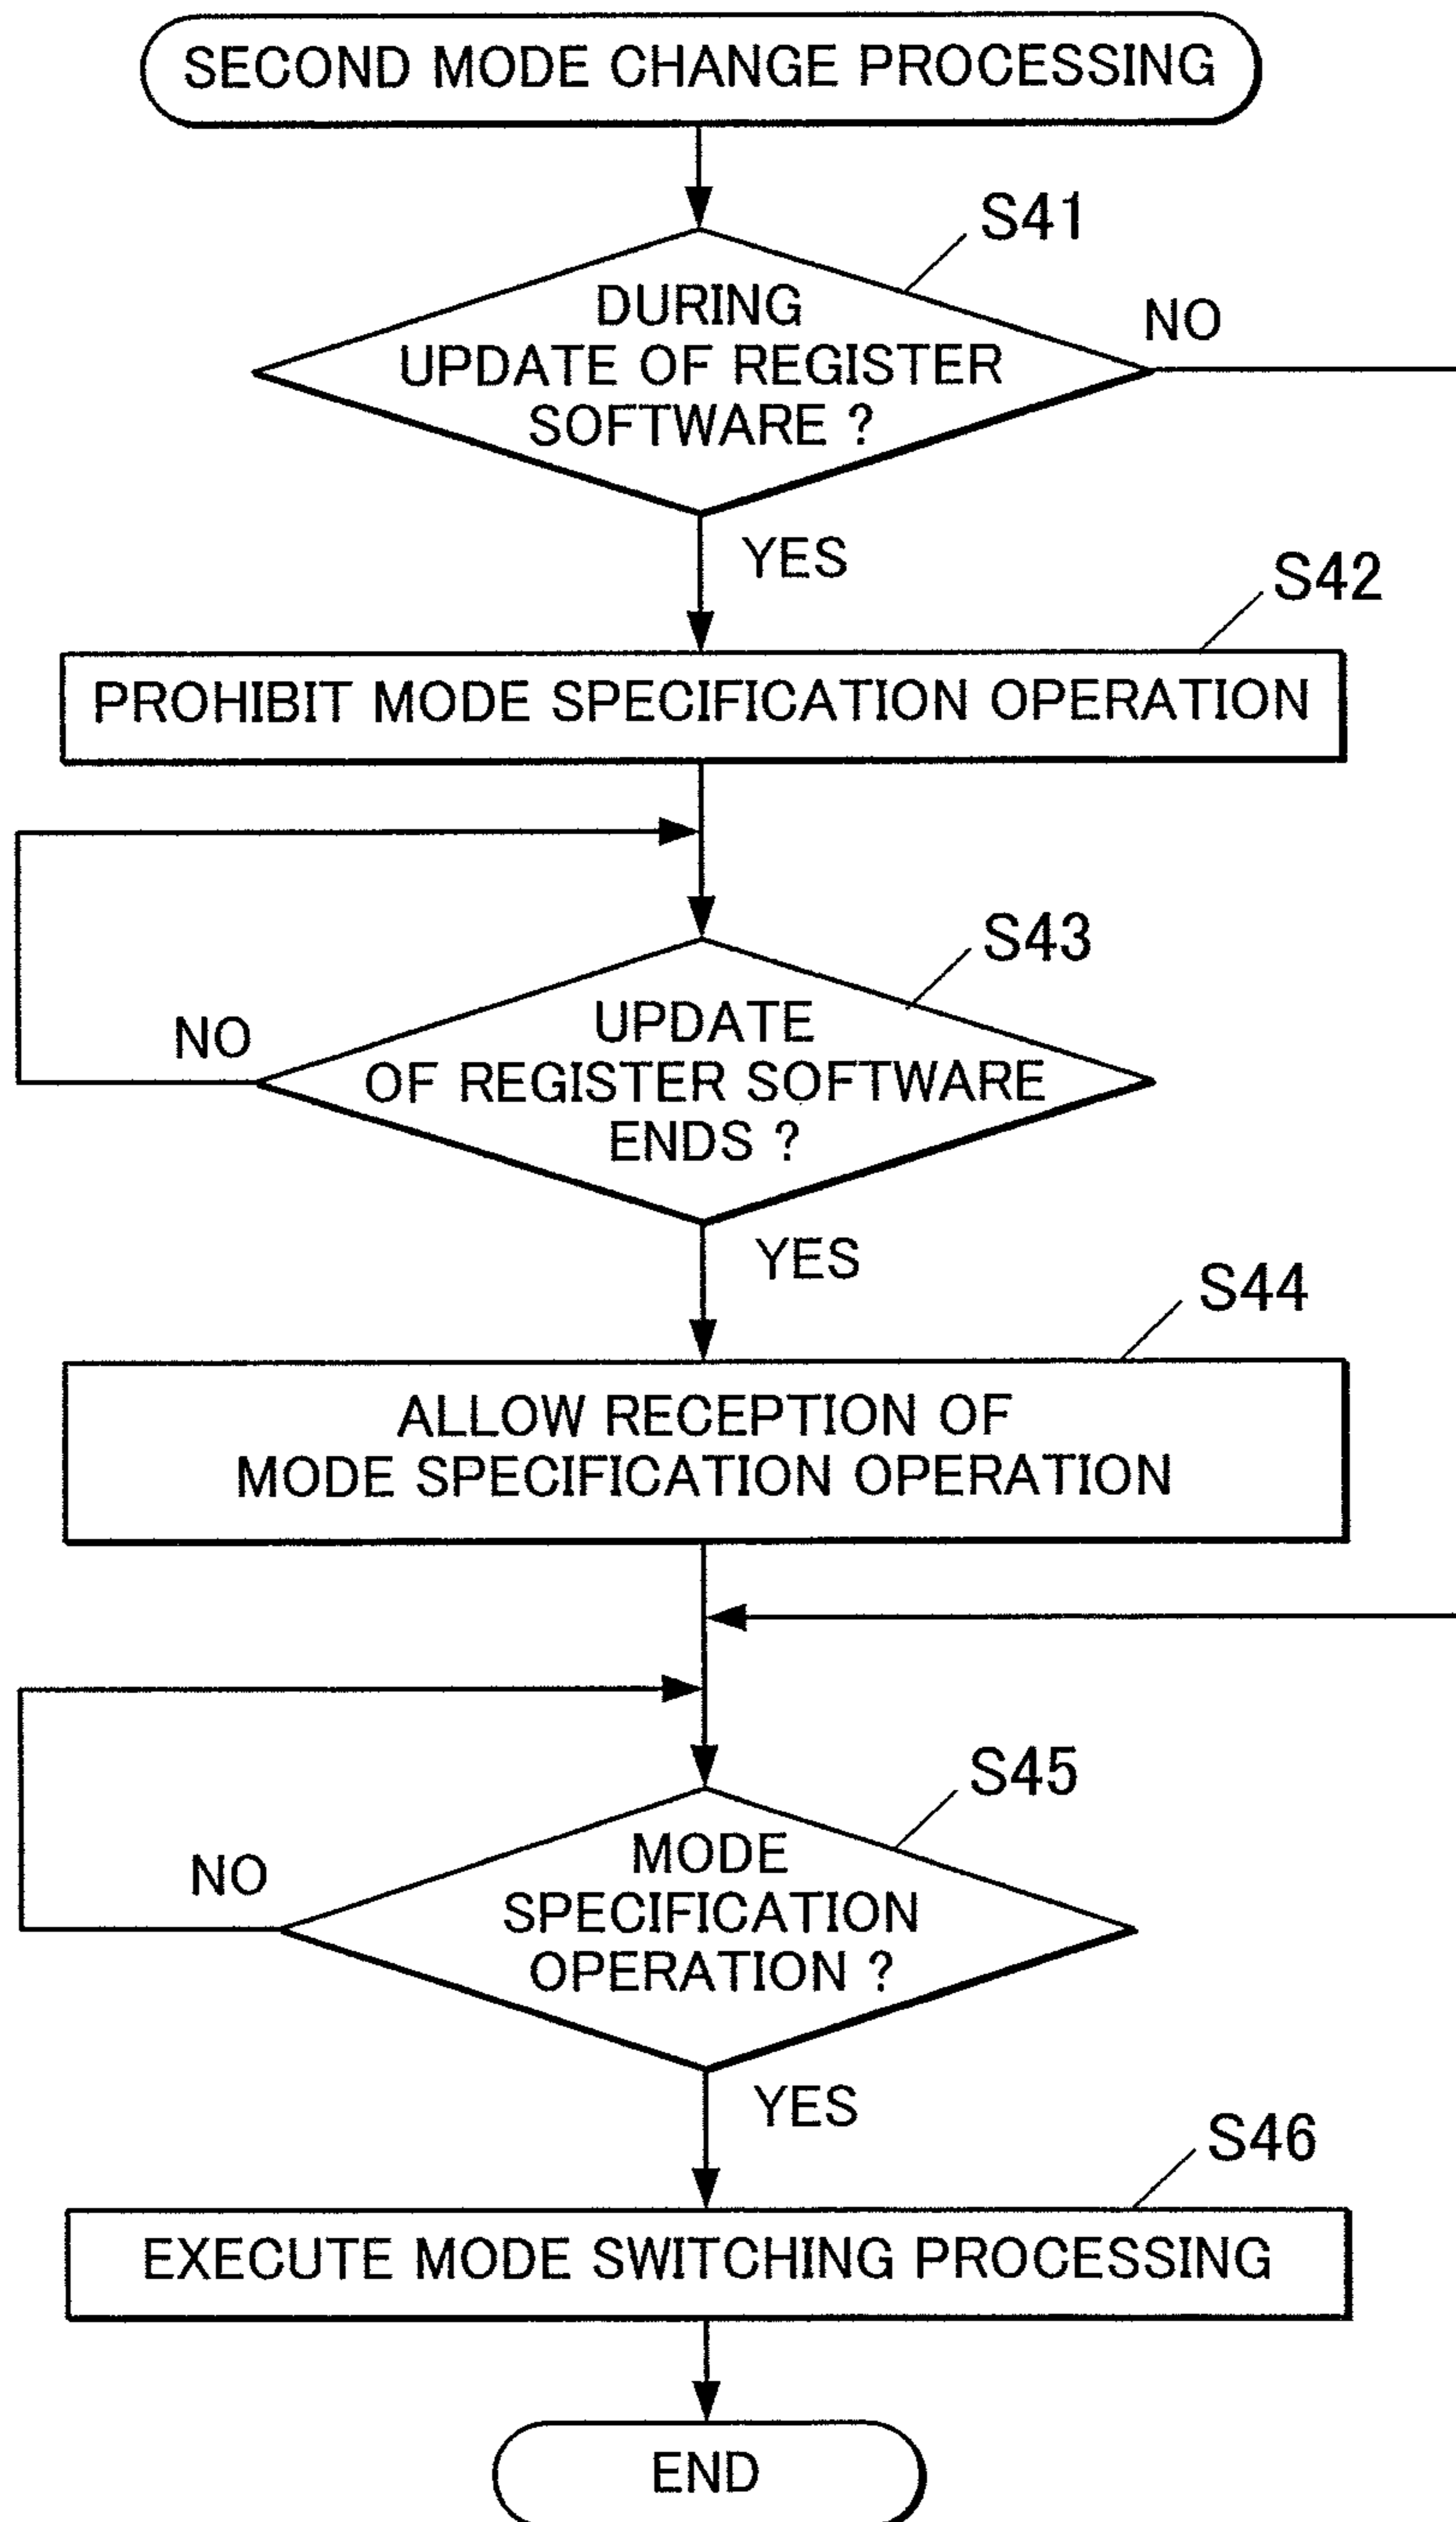 SECOND MODE CHANGE PROCESSING
S41
DURING
UPDATE OF REGISTER
SOFTWARE ?
NO
YES
S42
PROHIBIT MODE SPECIFICATION OPERATION
S43
UPDATE
OF REGISTER SOFTWARE
ENDS ?
NO
YES
S44
ALLOW RECEPTION OF
MODE SPECIFICATION OPERATION
S45
MODE
SPECIFICATION
OPERATION ?
NO
YES
S46
EXECUTE MODE SWITCHING PROCESSING
END